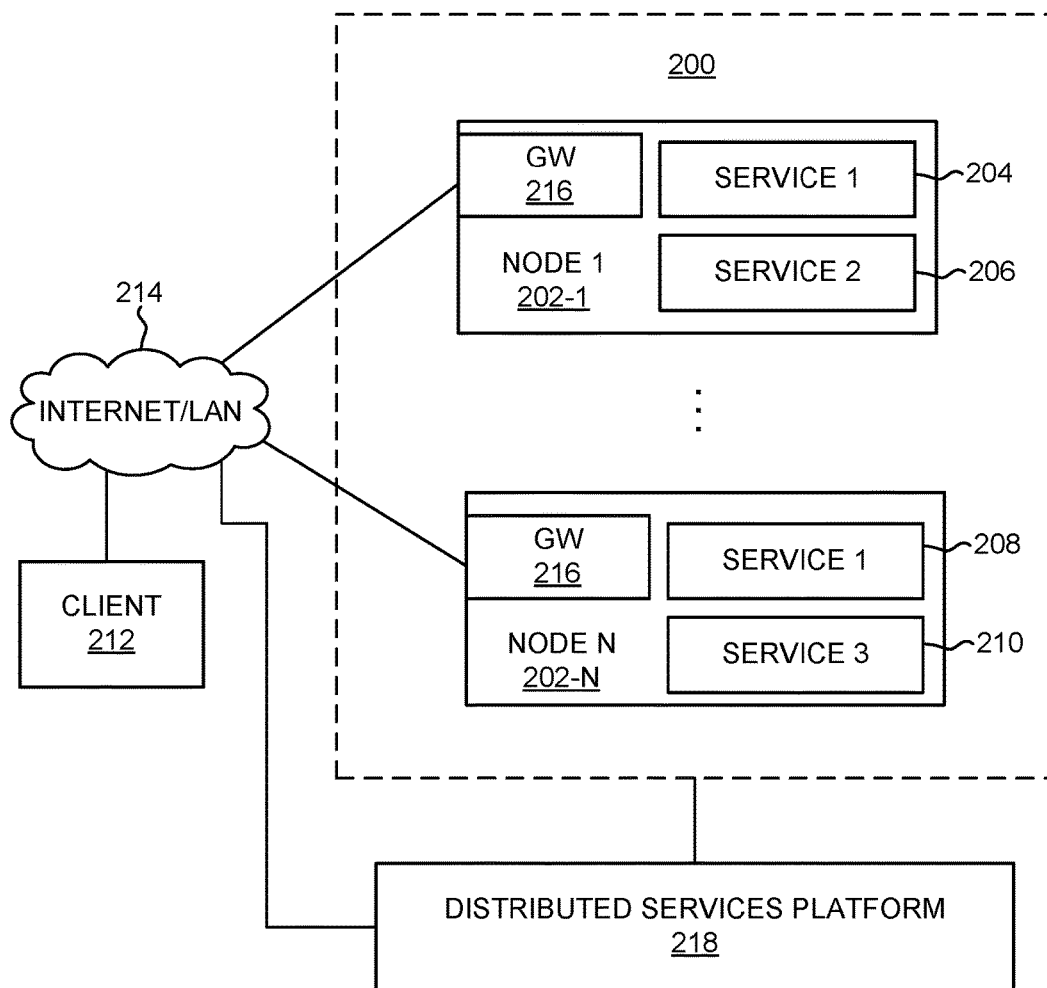 200
GW
216
SERVICE 1
204
NODE 1
202-1
SERVICE 2
206
214
INTERNET/LAN
GW
216
SERVICE 1
208
CLIENT
212
NODE N
202-N
SERVICE 3
210
DISTRIBUTED SERVICES PLATFORM
218